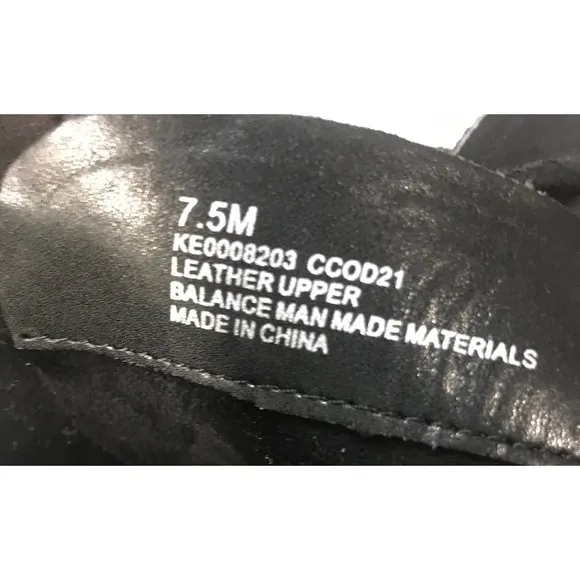 7.5M
KE0008203 CCOD21
LEATHER UPPER
BALANCE MAN MADE MATERIALS
MADE IN CHINA